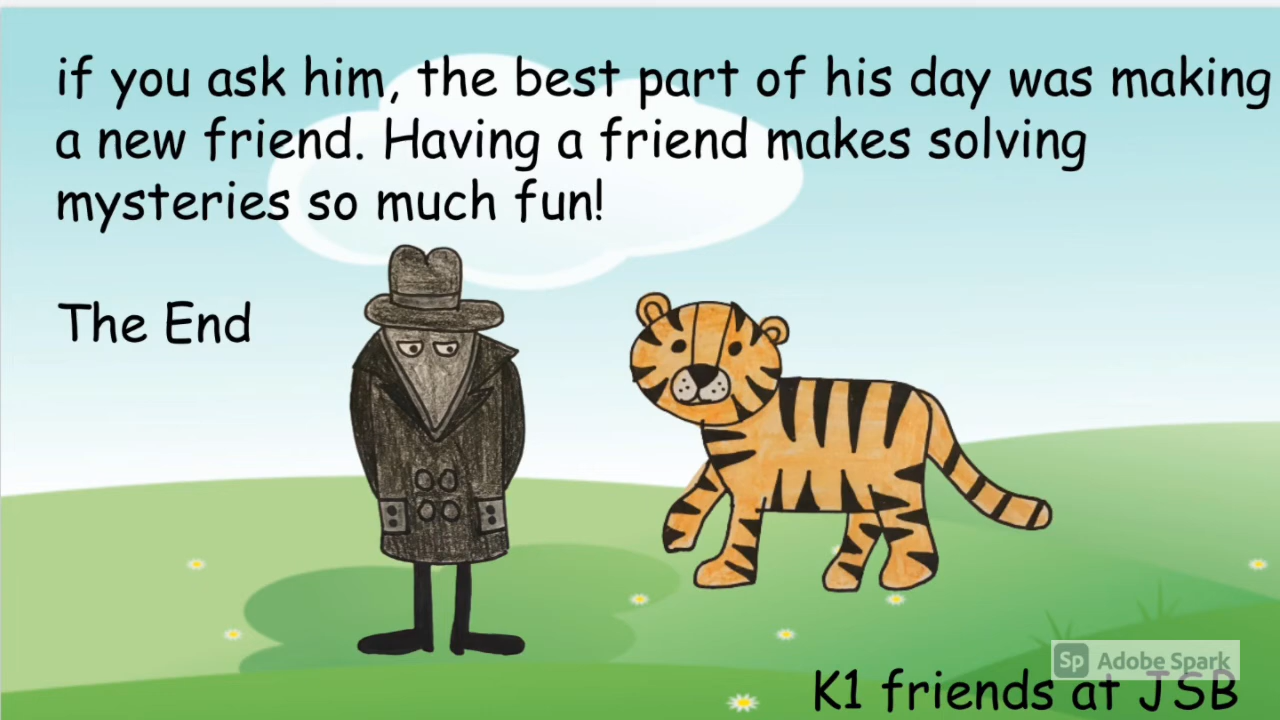 if you ask him, the best part of his day was making
a new friend. Having a friend makes solving
mysteries so much fun!
The End
Sp Adobe Spark
K1 friends at JSB